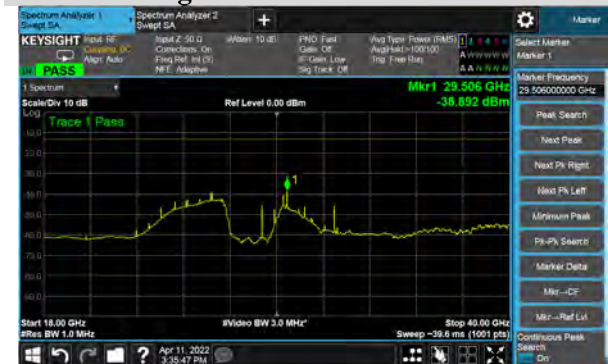 Spectrum Analyzer 1
Swept SA
Spectrum Analyzer 2
Swept SA
+
Marker
KEYSIGHT
Input: RF
Coupling: DC
Align: Auto
Input Z: 50 Ω
Corrections: On
Freq Ref: Int (S)
NFE: Adaptive
#Atten: 10 dB
PNO: Fast
Gate: Off
IF Gain: Low
Sig Track: Off
Avg Type: Power (RMS)
Avg|Hold:>100/100
Trig: Free Run
PASS
Select Marker
Marker 1
1 Spectrum
Mkr1 29.506 GHz
-38.892 dBm
Scale/Div 10 dB
Ref Level 0.00 dBm
Log
Trace 1 Pass
Marker Frequency
29.506000000 GHz
Peak Search
Next Peak
Next Pk Right
Next Pk Left
Minimum Peak
Pk-Pk Search
Marker Delta
Mkr→CF
Mkr→Ref Lvl
Continuous Peak
Search
On
1
Start 18.00 GHz
#Res BW 1.0 MHz
#Video BW 3.0 MHz*
Stop 40.00 GHz
Sweep ~39.6 ms (1001 pts)
?
Apr 11, 2022
3:35:47 PM